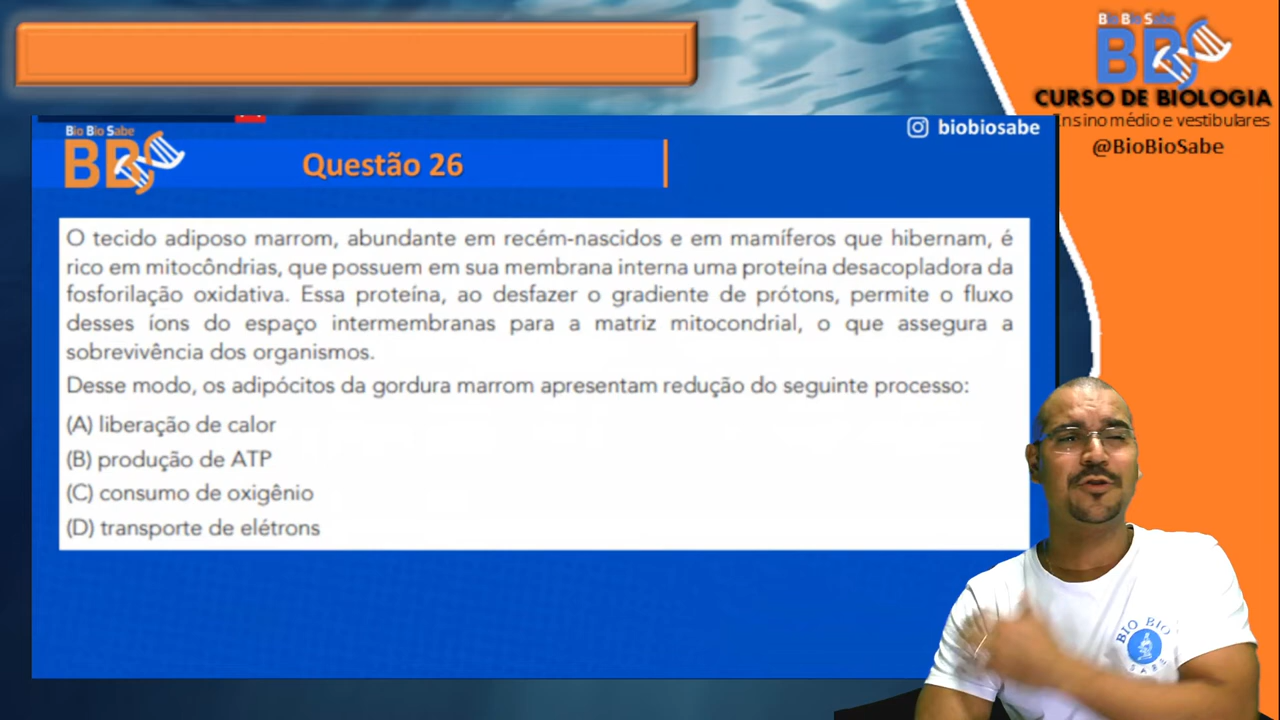 Bio Bio Sabe
BBS
CURSO DE BIOLOGIA
Ensino médio e vestibulares
@BioBioSabe
Bio Bio Sabe
BBS
biobiosabe
Questão 26
O tecido adiposo marrom, abundante em recém-nascidos e em mamíferos que hibernam, é
rico em mitocôndrias, que possuem em sua membrana interna uma proteína desacopladora da
fosforilação oxidativa. Essa proteína, ao desfazer o gradiente de prótons, permite o fluxo
desses íons do espaço intermembranas para a matriz mitocondrial, o que assegura a
sobrevivência dos organismos.
Desse modo, os adipócitos da gordura marrom apresentam redução do seguinte processo:
(A) liberação de calor
(B) produção de ATP
(C) consumo de oxigênio
(D) transporte de elétrons
BIO BIO
SABE